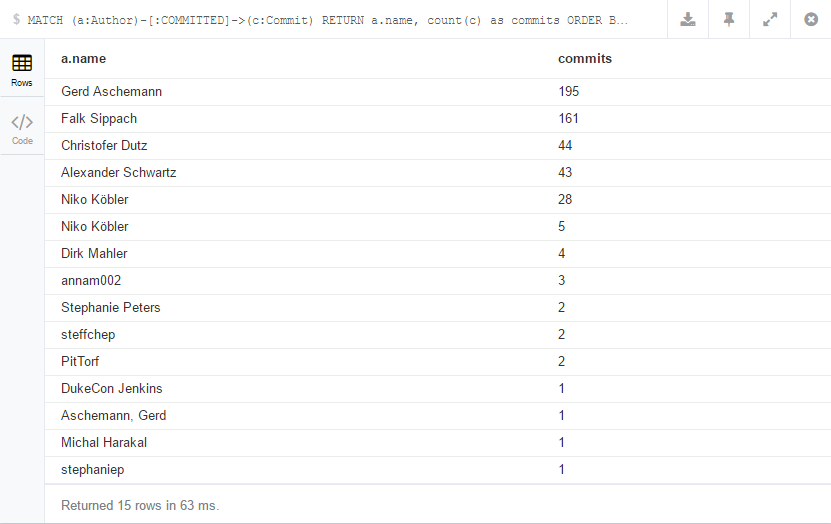 $ MATCH (a:Author)-[:COMMITTED]->(c:Commit) RETURN a.name, count(c) as commits ORDER B...
Rows
Code
a.name commits
Gerd Aschemann 195
Falk Sippach 161
Christofer Dutz 44
Alexander Schwartz 43
Niko Köbler 28
Niko Köbler 5
Dirk Mahler 4
annam002 3
Stephanie Peters 2
steffchep 2
PitTorf 2
DukeCon Jenkins 1
Aschemann, Gerd 1
Michal Harakal 1
stephaniep 1
Returned 15 rows in 63 ms.